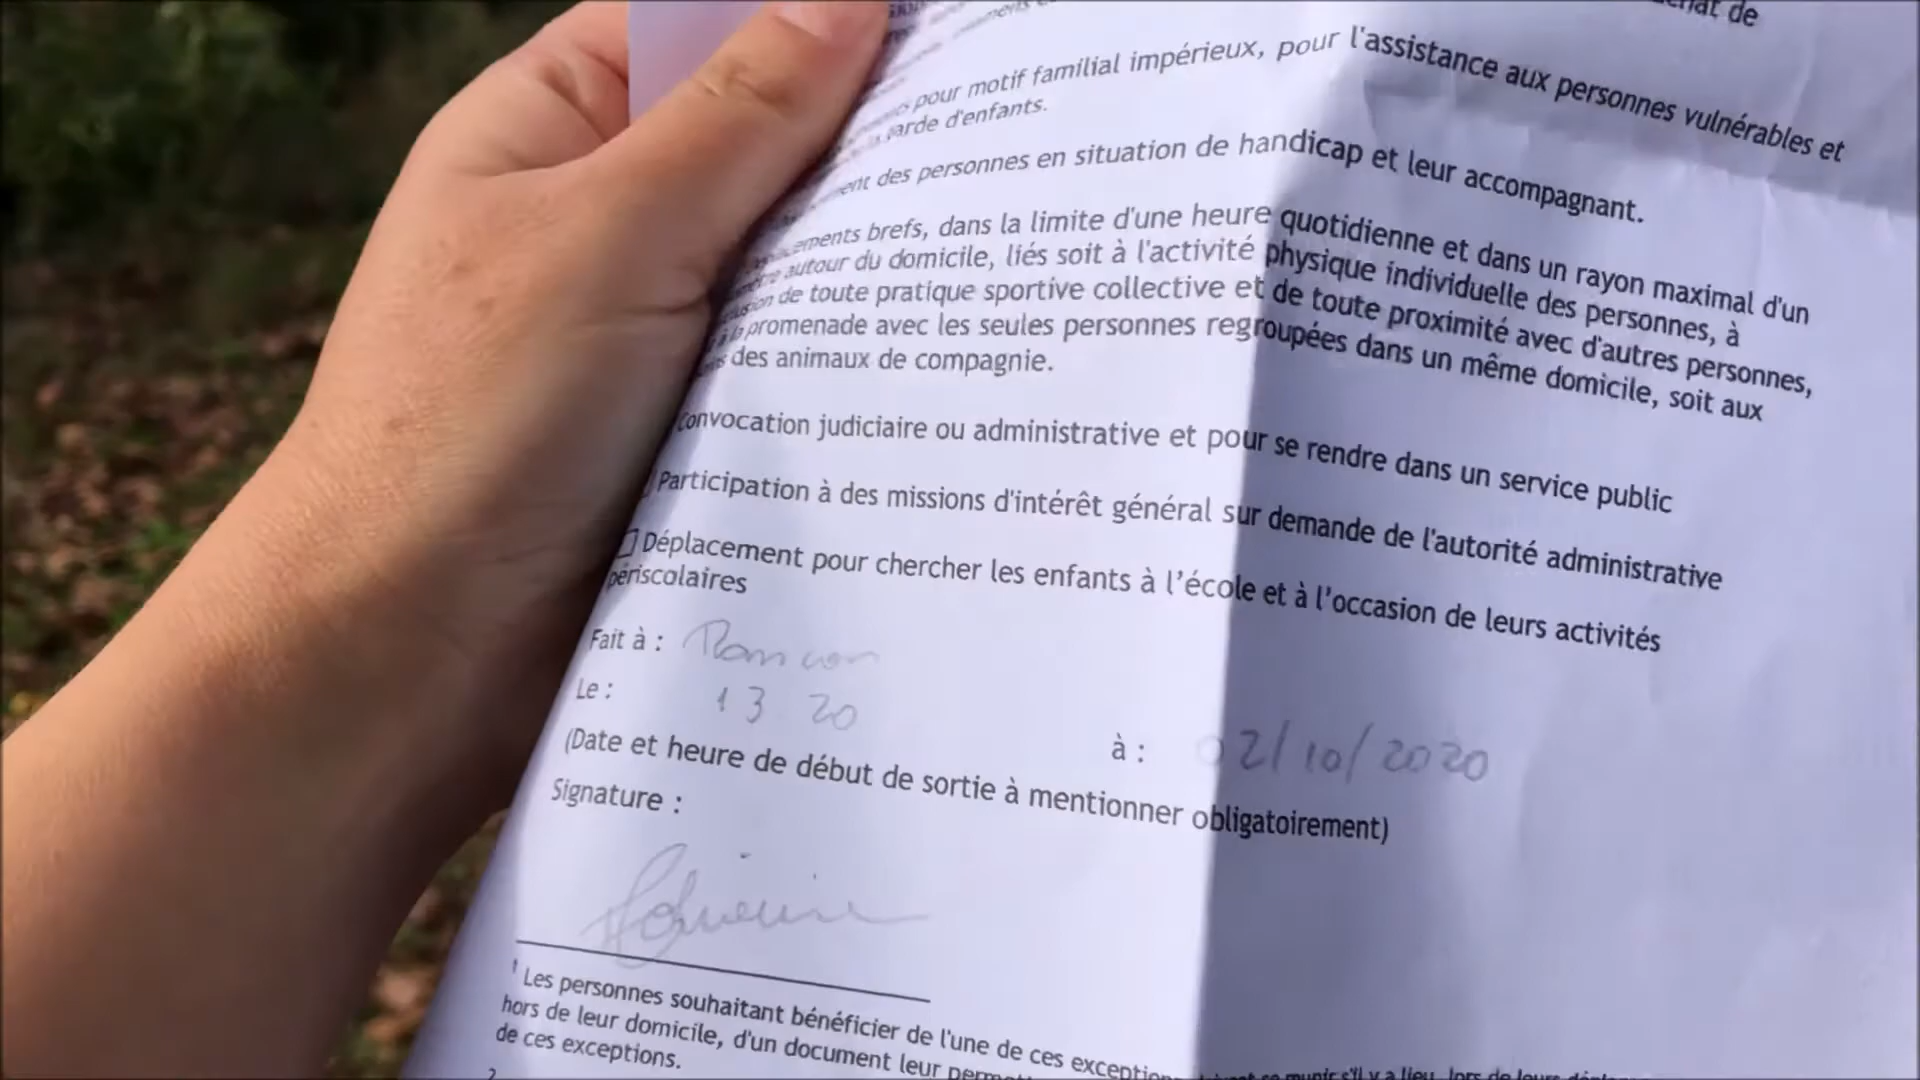 chat de
pour motif familial impérieux, pour l'assistance aux personnes vulnérables et
garde d'enfants.
des personnes en situation de handicap et leur accompagnant.
brefs, dans la limite d'une heure quotidienne et dans un rayon maximal d'un
autour du domicile, liés soit à l'activité physique individuelle des personnes, à
de toute pratique sportive collective et de toute proximité avec d'autres personnes,
à la promenade avec les seules personnes regroupées dans un même domicile, soit aux
des animaux de compagnie.
Convocation judiciaire ou administrative et pour se rendre dans un service public
Participation à des missions d'intérêt général sur demande de l'autorité administrative
Déplacement pour chercher les enfants à l'école et à l'occasion de leurs activités
périscolaires
Fait à :
Le : 13 20 à : 02/10/2020
(Date et heure de début de sortie à mentionner obligatoirement)
Signature :
1 Les personnes souhaitant bénéficier de l'une de ces
hors de leur domicile, d'un document leur
de ces exceptions.
2